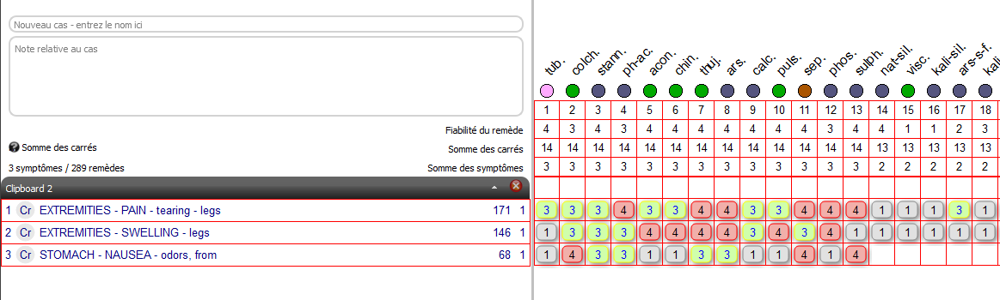 Nouveau cas - entrez le nom ici
Note relative au cas
tub. colch. stann. ph-ac. acon. chin. thuj. ars. calc. puls. sep. phos. sulph. nat-sil. visc. kali-sil. ars-s-f. kali
1 2 3 4 5 6 7 8 9 10 11 12 13 14 15 16 17 18
Fiabilité du remède 4 3 4 3 4 4 4 4 4 4 4 3 4 4 1 1 2 3
Somme des carrés Somme des carrés 14 14 14 14 14 14 14 14 14 14 14 14 14 13 13 13 13 13
3 symptômes / 289 remèdes Somme des symptômes 3 3 3 3 3 3 3 3 3 3 3 3 3 2 2 2 2 2
Clipboard 2
1 Cr EXTREMITIES - PAIN - tearing - legs 171 1 3 3 3 4 3 3 4 4 3 3 4 4 4 1 1 1 3 1
2 Cr EXTREMITIES - SWELLING - legs 146 1 1 3 3 3 4 4 4 4 3 4 3 4 1 1 1 1 1 1
3 Cr STOMACH - NAUSEA - odors, from 68 1 1 4 3 3 1 1 3 3 1 1 4 1 4